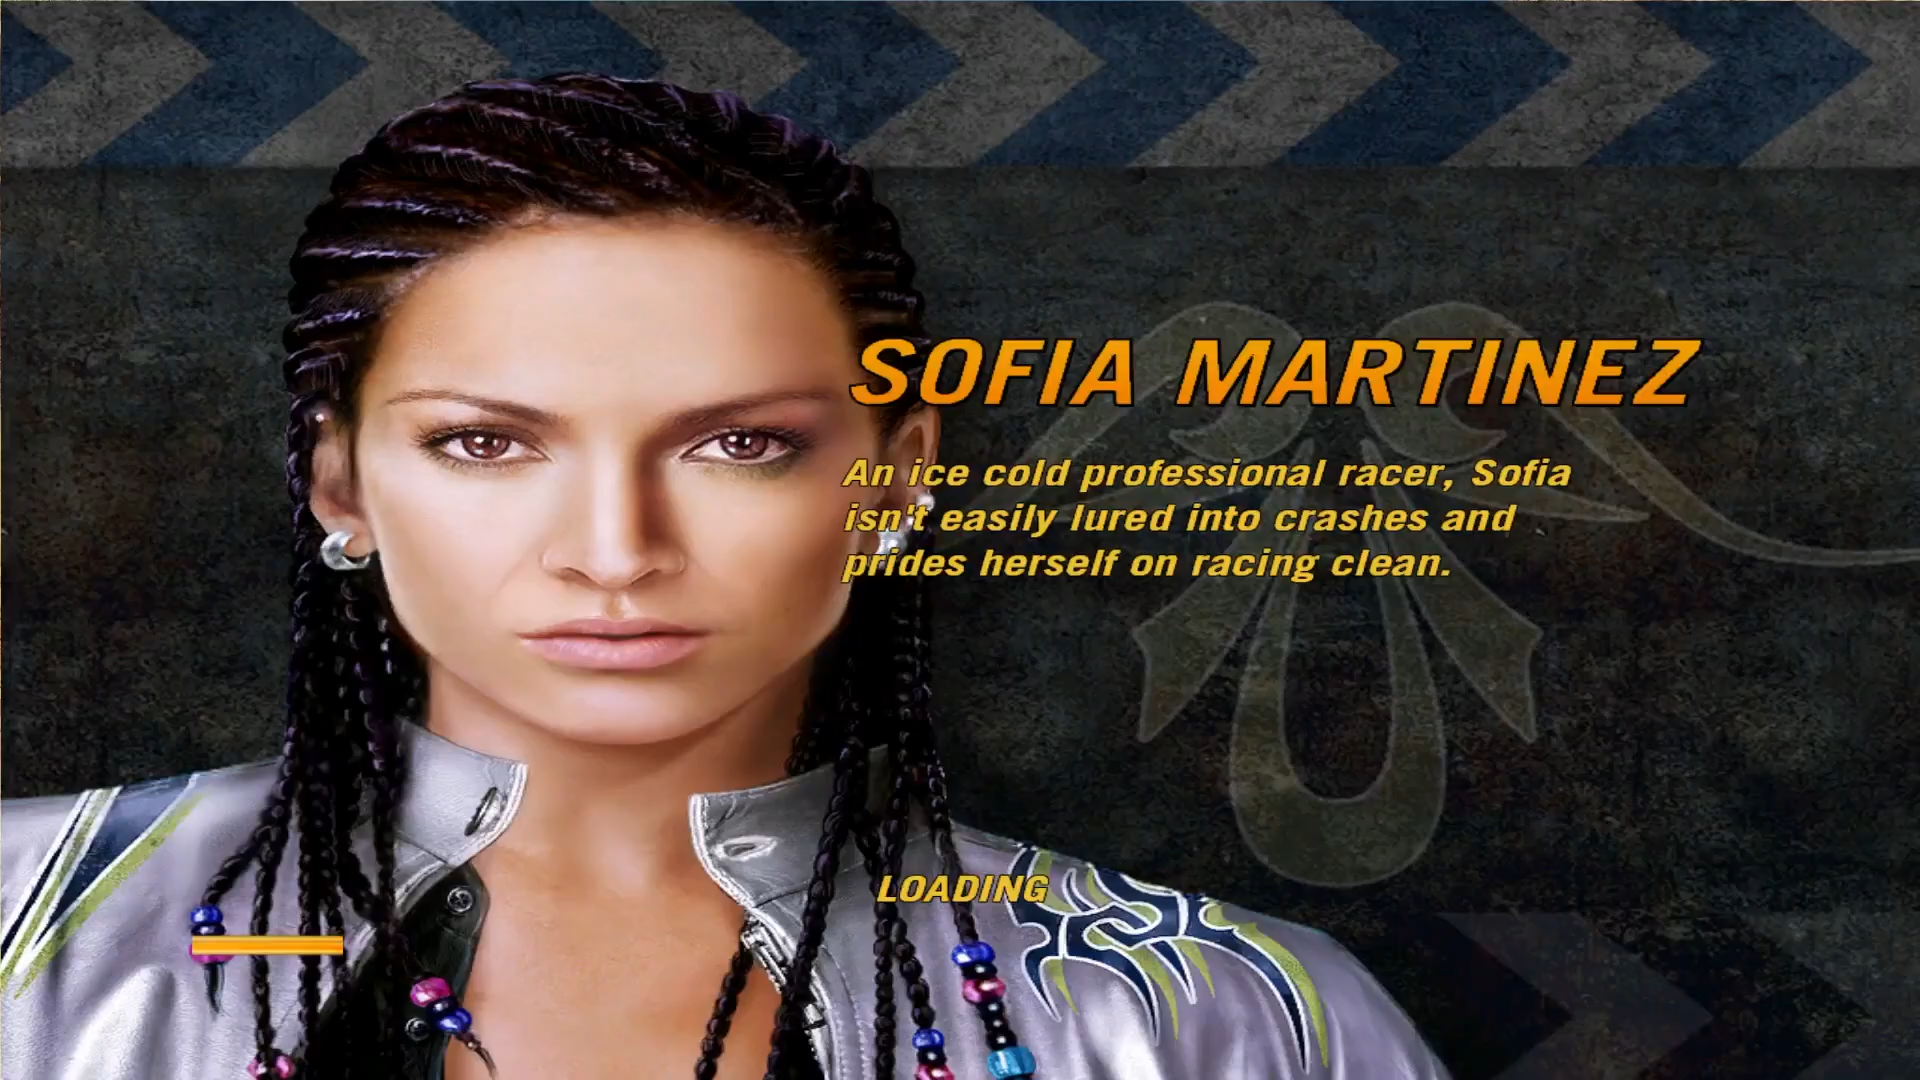 SOFIA MARTINEZ
An ice cold professional racer, Sofia
isn't easily lured into crashes and
prides herself on racing clean.
LOADING